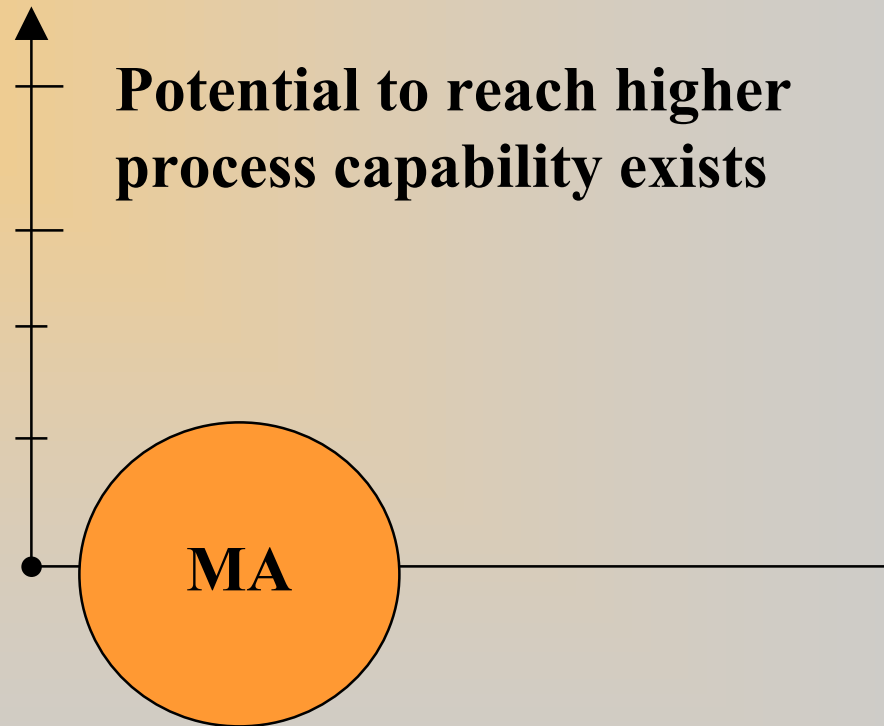 Potential to reach higher
process capability exists
MA